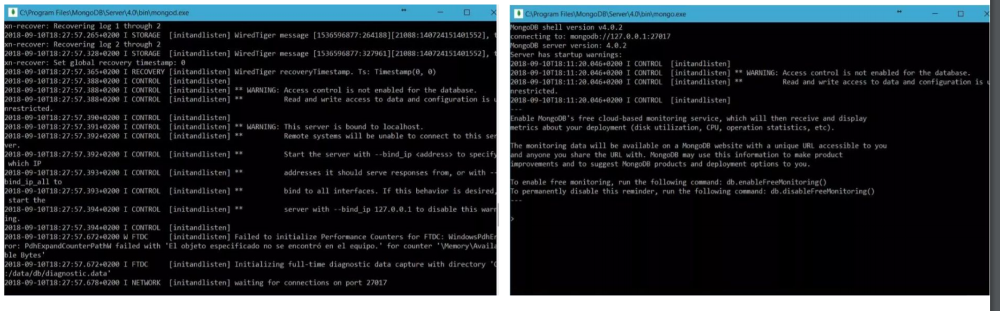 C:\Program Files\MongoDB\Server\4.0\bin\mongod.exe
xn-recover: Recovering log 1 through 2
2018-09-10T18:27:57.265+0200 I STORAGE  [initandlisten] WiredTiger message [1536596877:264188][21088:140724151401552], t
xn-recover: Recovering log 2 through 2
2018-09-10T18:27:57.328+0200 I STORAGE  [initandlisten] WiredTiger message [1536596877:327961][21088:140724151401552], t
xn-recover: Set global recovery timestamp: 0
2018-09-10T18:27:57.365+0200 I RECOVERY [initandlisten] WiredTiger recoveryTimestamp. Ts: Timestamp(0, 0)
2018-09-10T18:27:57.388+0200 I CONTROL  [initandlisten]
2018-09-10T18:27:57.388+0200 I CONTROL  [initandlisten] ** WARNING: Access control is not enabled for the database.
2018-09-10T18:27:57.388+0200 I CONTROL  [initandlisten] **          Read and write access to data and configuration is u
nrestricted.
2018-09-10T18:27:57.390+0200 I CONTROL  [initandlisten]
2018-09-10T18:27:57.391+0200 I CONTROL  [initandlisten] ** WARNING: This server is bound to localhost.
2018-09-10T18:27:57.392+0200 I CONTROL  [initandlisten] **          Remote systems will be unable to connect to this ser
ver.
2018-09-10T18:27:57.392+0200 I CONTROL  [initandlisten] **          Start the server with --bind_ip <address> to specify
 which IP
2018-09-10T18:27:57.393+0200 I CONTROL  [initandlisten] **          addresses it should serve responses from, or with --
bind_ip_all to
2018-09-10T18:27:57.393+0200 I CONTROL  [initandlisten] **          bind to all interfaces. If this behavior is desired,
 start the
2018-09-10T18:27:57.394+0200 I CONTROL  [initandlisten] **          server with --bind_ip 127.0.0.1 to disable this warn
ing.
2018-09-10T18:27:57.394+0200 I CONTROL  [initandlisten]
2018-09-10T18:27:57.672+0200 W FTDC     [initandlisten] Failed to initialize Performance Counters for FTDC: WindowsPdhEr
ror: PdhExpandCounterPathW failed with 'El objeto especificado no se encontró en el equipo.' for counter '\Memory\Availa
ble Bytes'
2018-09-10T18:27:57.672+0200 I FTDC     [initandlisten] Initializing full-time diagnostic data capture with directory 'C
:/data/db/diagnostic.data'
2018-09-10T18:27:57.678+0200 I NETWORK  [initandlisten] waiting for connections on port 27017
C:\Program Files\MongoDB\Server\4.0\bin\mongo.exe
MongoDB shell version v4.0.2
connecting to: mongodb://127.0.0.1:27017
MongoDB server version: 4.0.2
Server has startup warnings:
2018-09-10T18:11:20.046+0200 I CONTROL  [initandlisten]
2018-09-10T18:11:20.046+0200 I CONTROL  [initandlisten] ** WARNING: Access control is not enabled for the database.
2018-09-10T18:11:20.046+0200 I CONTROL  [initandlisten] **          Read and write access to data and configuration is u
nrestricted.
2018-09-10T18:11:20.046+0200 I CONTROL  [initandlisten]
---
Enable MongoDB's free cloud-based monitoring service, which will then receive and display
metrics about your deployment (disk utilization, CPU, operation statistics, etc).
The monitoring data will be available on a MongoDB website with a unique URL accessible to you
and anyone you share the URL with. MongoDB may use this information to make product
improvements and to suggest MongoDB products and deployment options to you.
To enable free monitoring, run the following command: db.enableFreeMonitoring()
To permanently disable this reminder, run the following command: db.disableFreeMonitoring()
---
>